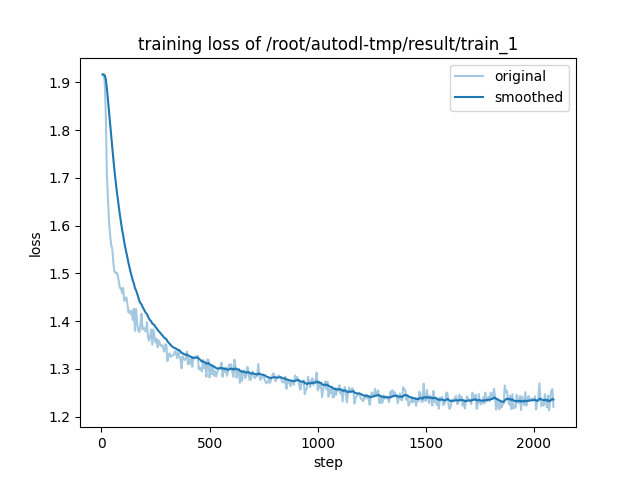 training loss of /root/autodl-tmp/result/train_1
original
smoothed
1.9
1.8
1.7
1.6
1.5
1.4
1.3
1.2
loss
0
500
1000
1500
2000
step